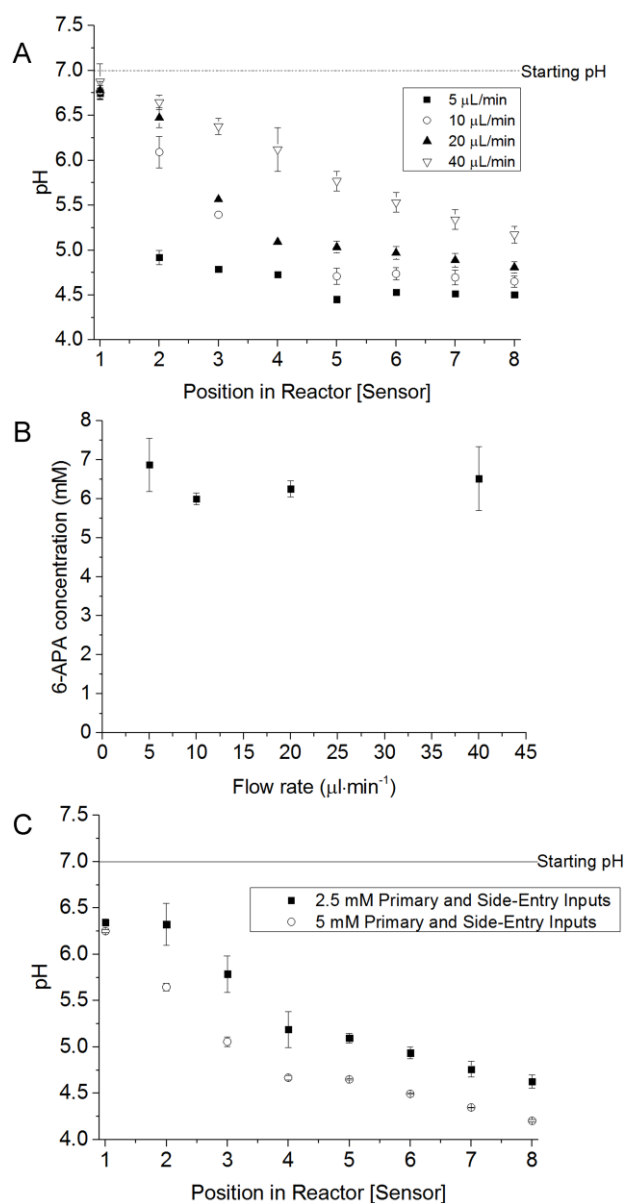 A
7.0
Starting pH
6.5
6.0
5.5
5.0
4.5
4.0
pH
5 μL/min
10 μL/min
20 μL/min
40 μL/min
1 2 3 4 5 6 7 8
Position in Reactor [Sensor]
B
8
7
6
5
4
3
2
1
0
6-APA concentration (mM)
0 5 10 15 20 25 30 35 40 45
Flow rate (μl·min⁻¹)
C
7.5
7.0
Starting pH
6.5
6.0
5.5
5.0
4.5
4.0
pH
2.5 mM Primary and Side-Entry Inputs
5 mM Primary and Side-Entry Inputs
1 2 3 4 5 6 7 8
Position in Reactor [Sensor]